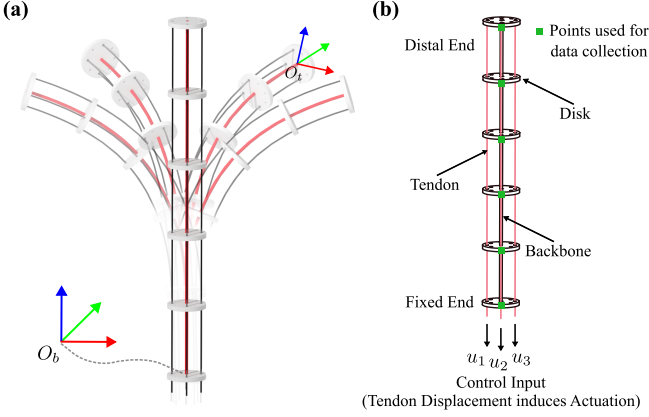 (a)
O_t
O_b
(b)
Points used for
data collection
Distal End
Disk
Tendon
Backbone
Fixed End
u_1 u_2 u_3
Control Input
(Tendon Displacement induces Actuation)